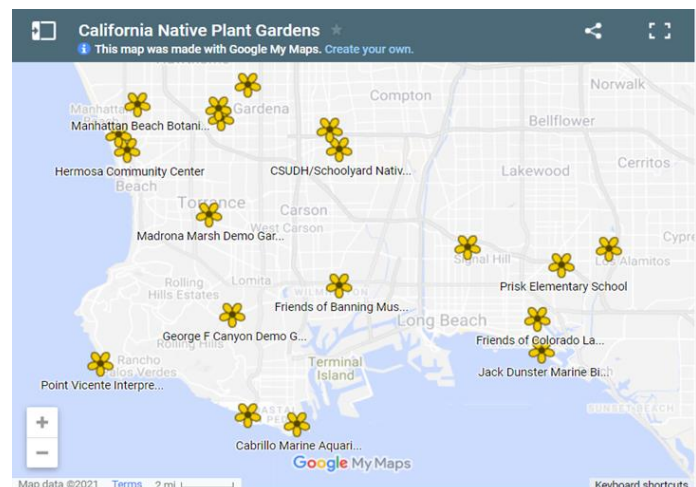 California Native Plant Gardens
This map was made with Google My Maps. Create your own.
Norwalk
Compton
Manhatta
Gardena
Bellflower
Manhattan Beach Botani...
Cerritos
Hermosa Community Center
CSUDH/Schoolyard Nativ...
Lakewood
Beach
Torrance
Carson
West Carson
Madrona Marsh Demo Gar...
Cypre
Signal Hill
Los Alamitos
Rolling
Hills Estates
Lomita
Prisk Elementary School
Friends of Banning Mus...
Long Beach
George F Canyon Demo G...
Rolling Hills
Friends of Colorado La...
Rancho
Palos Verdes
Terminal
Island
Jack Dunster Marine Bi...
Point Vicente Interpre...
SUNSET BEACH
+
Cabrillo Marine Aquari...
−
Google My Maps
Map data ©2021
Terms
2 mi
Keyboard shortcuts